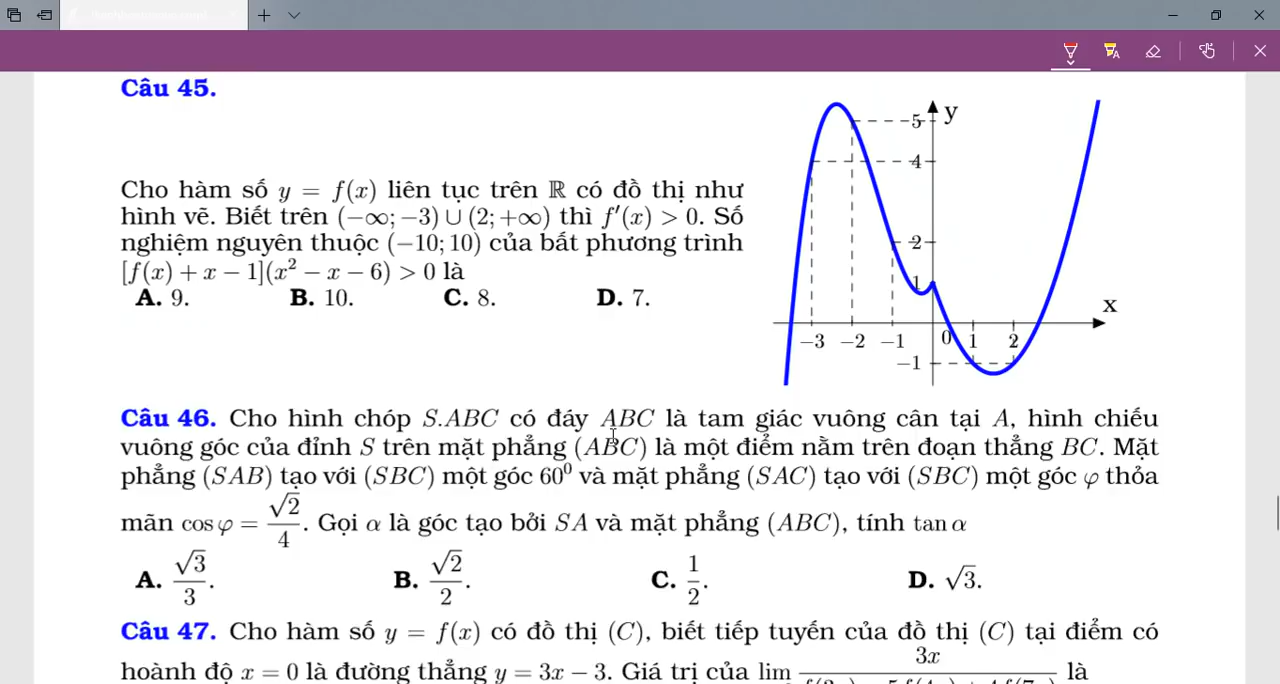 Câu 45.
Cho hàm số y = f(x) liên tục trên ℝ có đồ thị như
hình vẽ. Biết trên (−∞; −3) ∪ (2; +∞) thì f′(x) > 0. Số
nghiệm nguyên thuộc (−10; 10) của bất phương trình
[f(x) + x − 1](x² − x − 6) > 0 là
A. 9. B. 10. C. 8. D. 7.
y
5
4
2
1
x
−3 −2 −1 0 1 2
−1
Câu 46. Cho hình chóp S.ABC có đáy ABC là tam giác vuông cân tại A, hình chiếu
vuông góc của đỉnh S trên mặt phẳng (ABC) là một điểm nằm trên đoạn thẳng BC. Mặt
phẳng (SAB) tạo với (SBC) một góc 60⁰ và mặt phẳng (SAC) tạo với (SBC) một góc φ thỏa
mãn cos φ = √2/4. Gọi α là góc tạo bởi SA và mặt phẳng (ABC), tính tan α
A. √3/3. B. √2/2. C. 1/2. D. √3.
Câu 47. Cho hàm số y = f(x) có đồ thị (C), biết tiếp tuyến của đồ thị (C) tại điểm có
hoành độ x = 0 là đường thẳng y = 3x − 3. Giá trị của lim 3x là